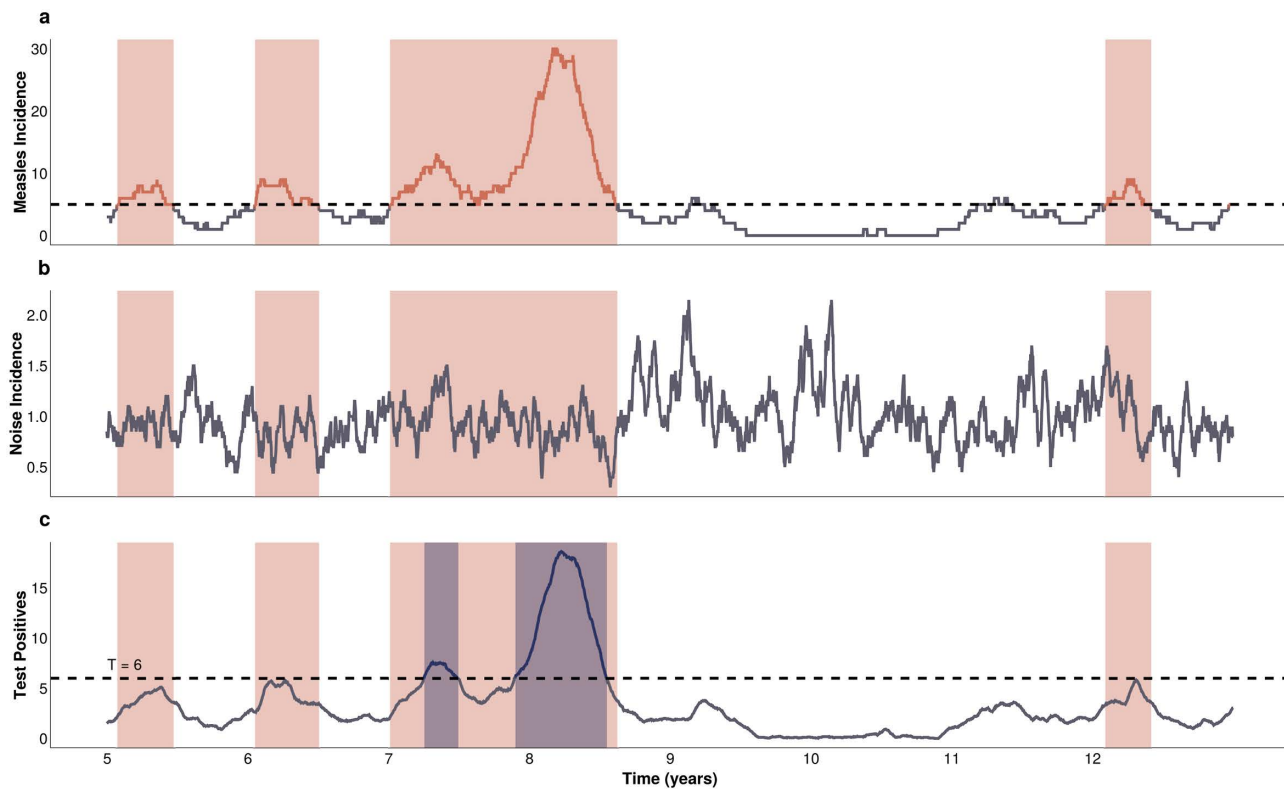 a
Measles Incidence
30
20
10
0
b
Noise Incidence
2.0
1.5
1.0
0.5
c
Test Positives
15
10
5
0
T = 6
5 6 7 8 9 10 11 12
Time (years)